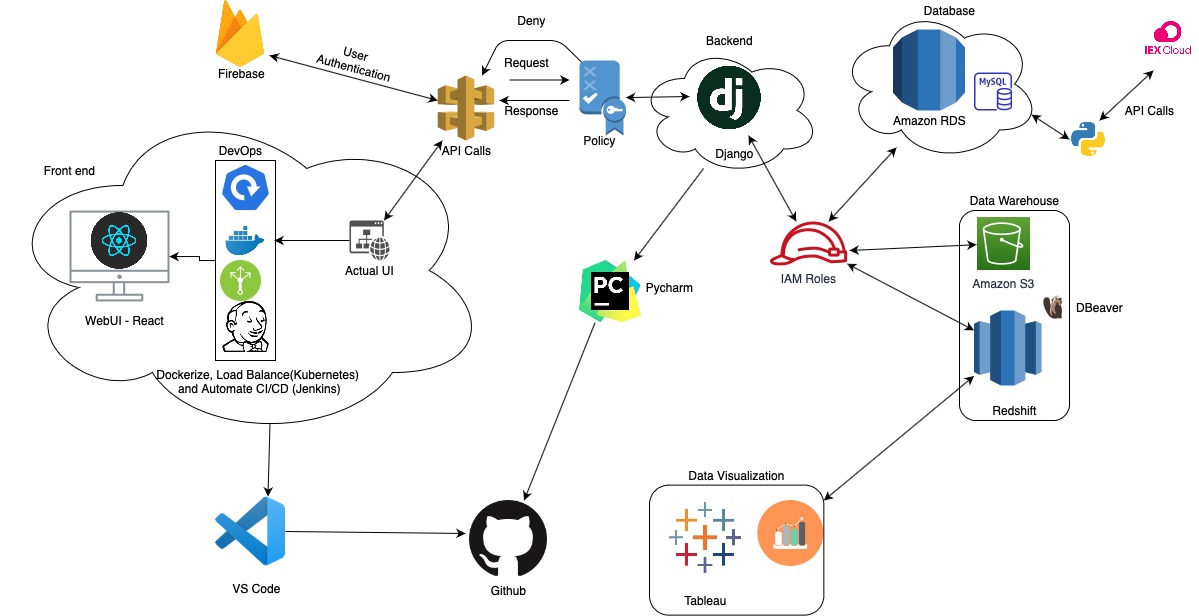 Database
Deny
IEX Cloud
User
Authentication
Backend
Firebase
Request
MySQL
dj
API Calls
Response
Amazon RDS
Policy
API Calls
DevOps
Django
Front end
Data Warehouse
Actual UI
IAM Roles
Amazon S3
PC
Pycharm
DBeaver
WebUI - React
Dockerize, Load Balance(Kubernetes)
and Automate CI/CD (Jenkins)
Redshift
Data Visualization
VS Code
Github
Tableau